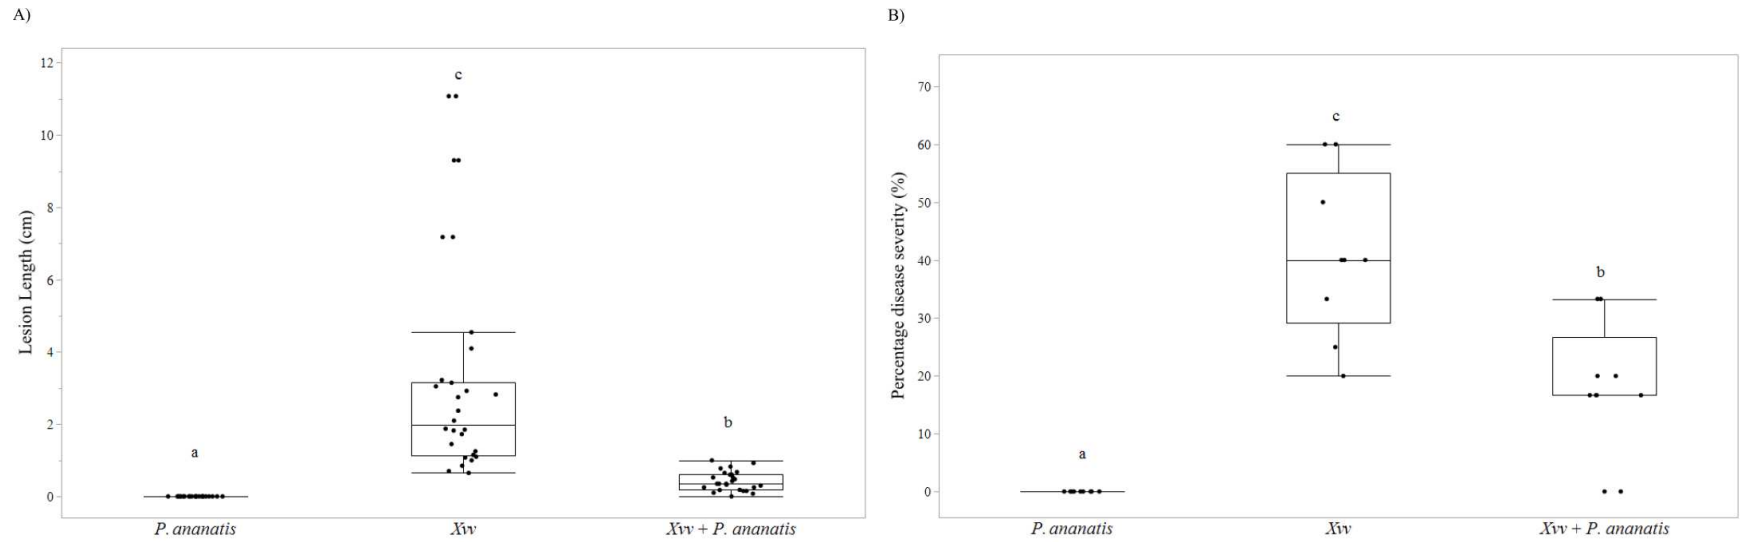 A)
B)
Lesion Length (cm)
12
10
8
6
4
2
0
a
c
b
P. ananatis
Xvv
Xvv + P. ananatis
Percentage disease severity (%)
70
60
50
40
30
20
10
0
a
c
b
P. ananatis
Xvv
Xvv + P. ananatis